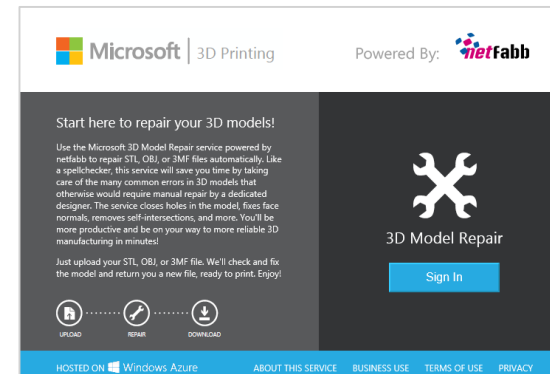 Microsoft | 3D Printing
Powered By: netfabb
Start here to repair your 3D models!
Use the Microsoft 3D Model Repair service powered by
netfabb to repair STL, OBJ, or 3MF files automatically. Like
a spellchecker, this service will save you time by taking
care of the many common errors in 3D models that
otherwise would require manual repair by a dedicated
designer. The service closes holes in the model, fixes face
normals, removes self-intersections, and more. You'll be
more productive and be on your way to more reliable 3D
manufacturing in minutes!
Just upload your STL, OBJ, or 3MF file. We'll check and fix
the model and return you a new file, ready to print. Enjoy!
UPLOAD REPAIR DOWNLOAD
3D Model Repair
Sign In
HOSTED ON Windows Azure
ABOUT THIS SERVICE BUSINESS USE TERMS OF USE PRIVACY